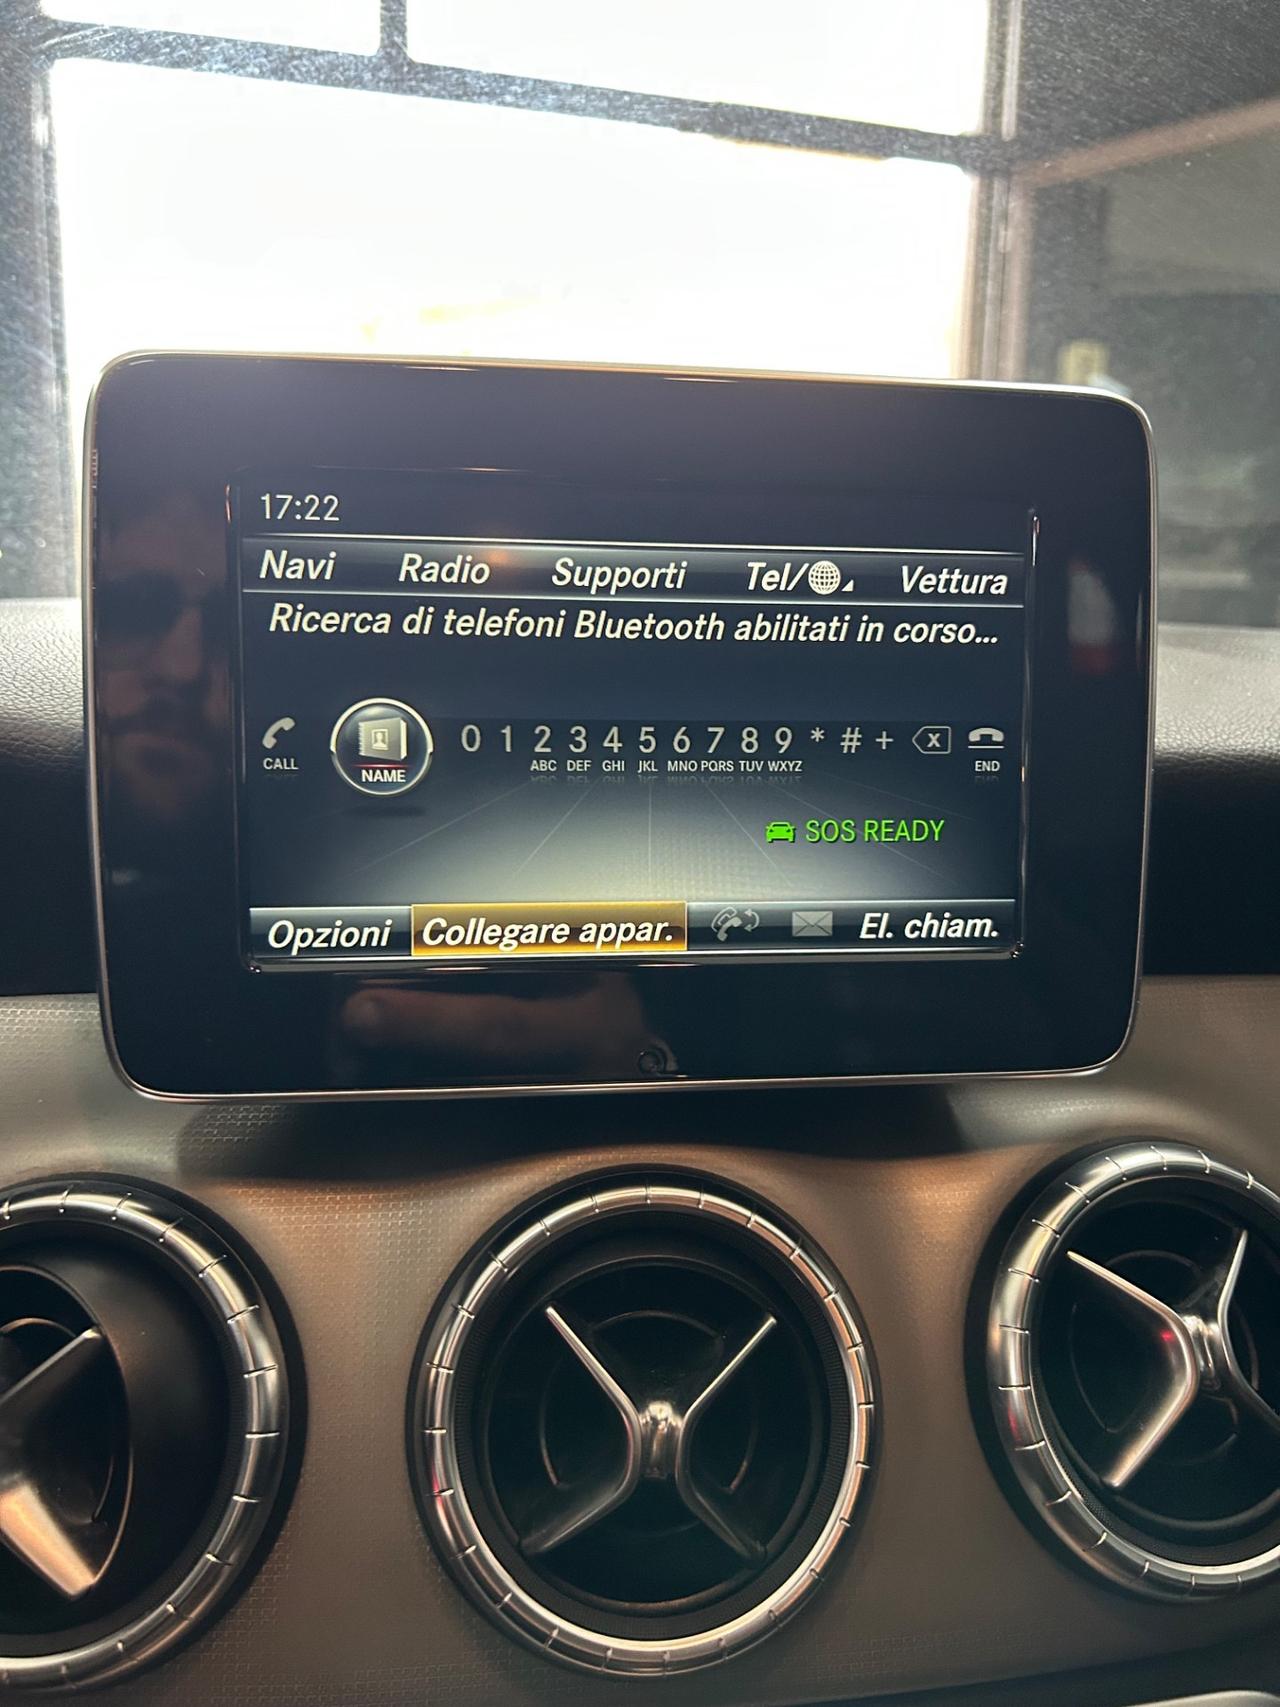 17:22
Navi Radio Supporti Tel/ Vettura
Ricerca di telefoni Bluetooth abilitati in corso...
CALL NAME 0 1 2 3 4 5 6 7 8 9 * # + X END
ABC DEF GHI JKL MNO PQRS TUV WXYZ
SOS READY
Opzioni Collegare appar. El. chiam.